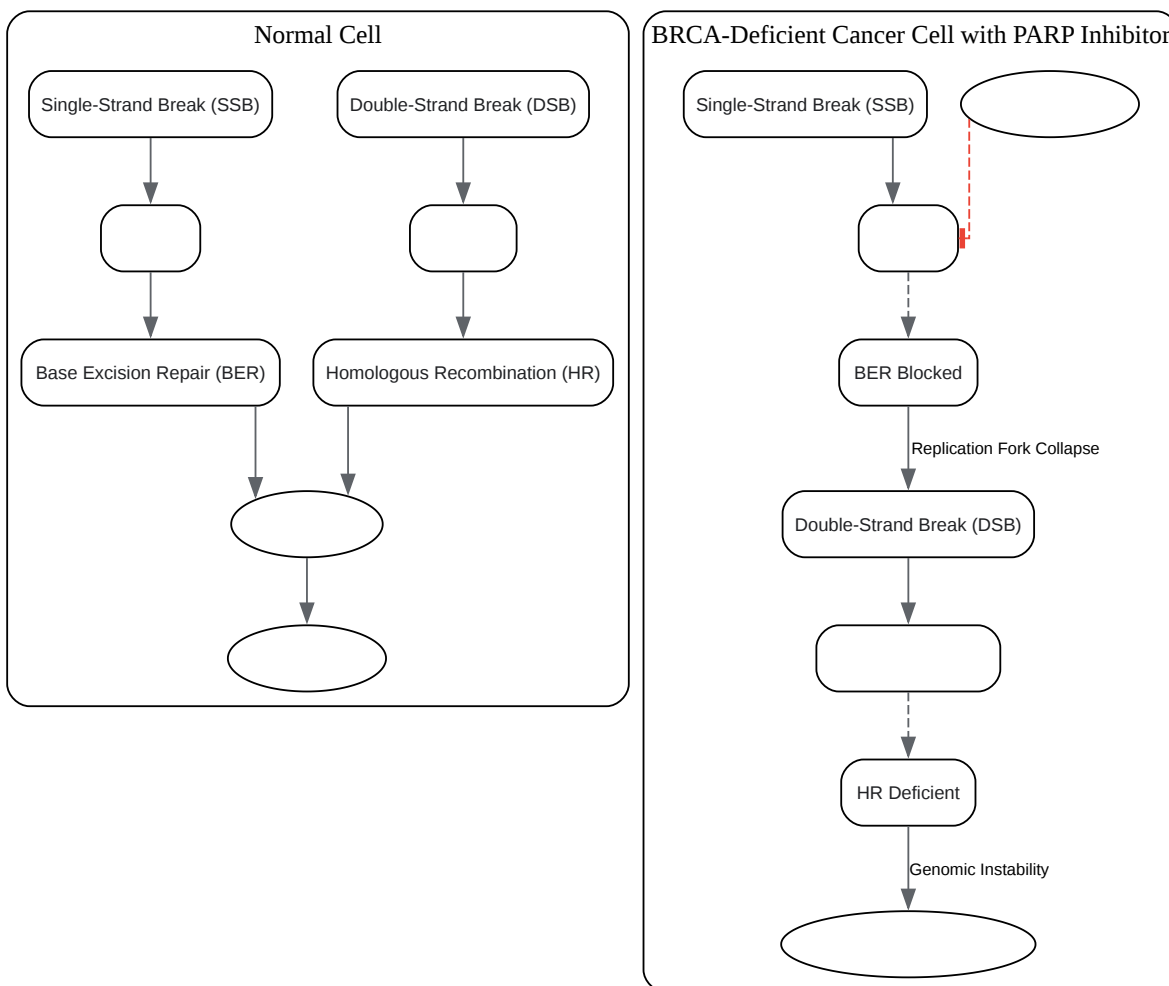 Normal Cell
Single-Strand Break (SSB)
Double-Strand Break (DSB)
Base Excision Repair (BER)
Homologous Recombination (HR)
BRCA-Deficient Cancer Cell with PARP Inhibitor
Single-Strand Break (SSB)
BER Blocked
Replication Fork Collapse
Double-Strand Break (DSB)
HR Deficient
Genomic Instability